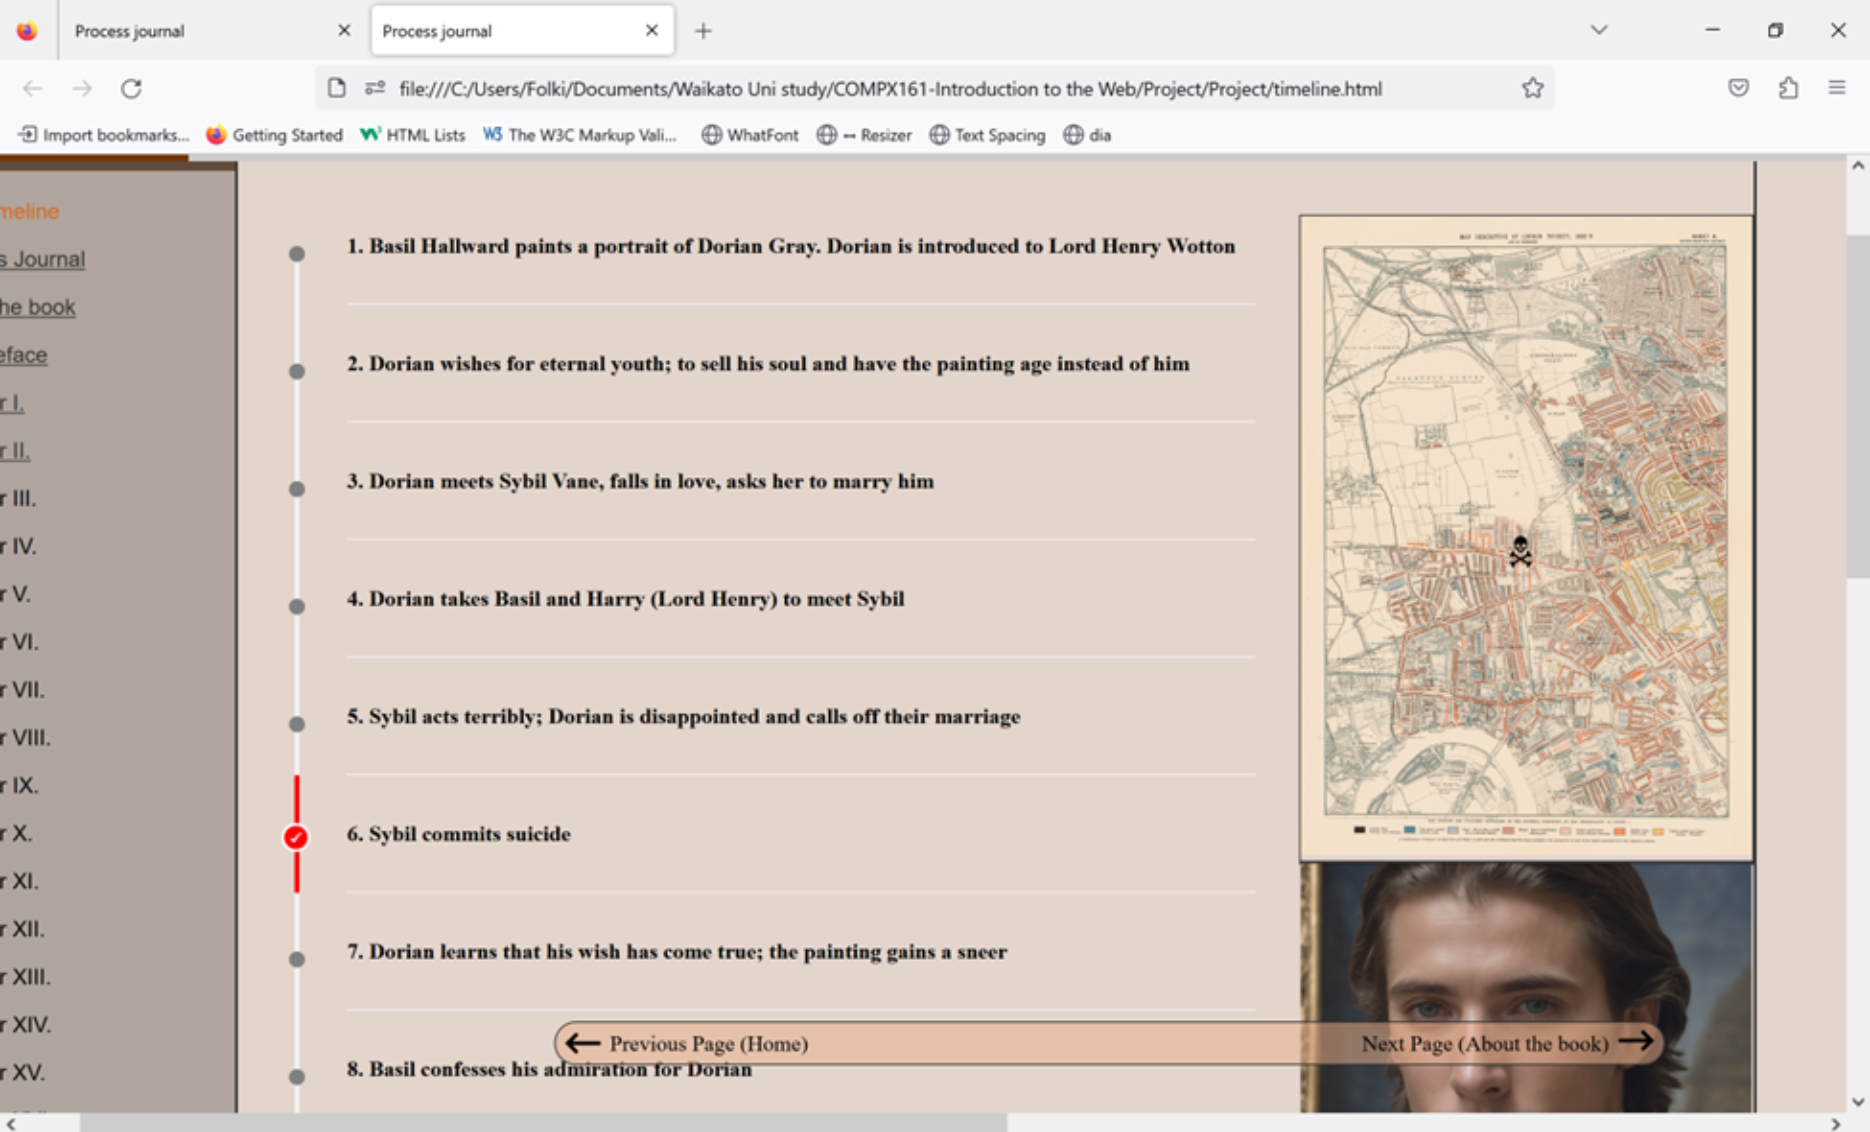 Process journal
Process journal
file:///C:/Users/Folki/Documents/Waikato Uni study/COMPX161-Introduction to the Web/Project/Project/timeline.html
Import bookmarks... Getting Started HTML Lists The W3C Markup Vali... WhatFont -- Resizer Text Spacing dia
meline
s Journal
he book
eface
r I.
r II.
r III.
r IV.
r V.
r VI.
r VII.
r VIII.
r IX.
r X.
r XI.
r XII.
r XIII.
r XIV.
r XV.
1. Basil Hallward paints a portrait of Dorian Gray. Dorian is introduced to Lord Henry Wotton
2. Dorian wishes for eternal youth; to sell his soul and have the painting age instead of him
3. Dorian meets Sybil Vane, falls in love, asks her to marry him
4. Dorian takes Basil and Harry (Lord Henry) to meet Sybil
5. Sybil acts terribly; Dorian is disappointed and calls off their marriage
6. Sybil commits suicide
7. Dorian learns that his wish has come true; the painting gains a sneer
Previous Page (Home)
Next Page (About the book)
8. Basil confesses his admiration for Dorian